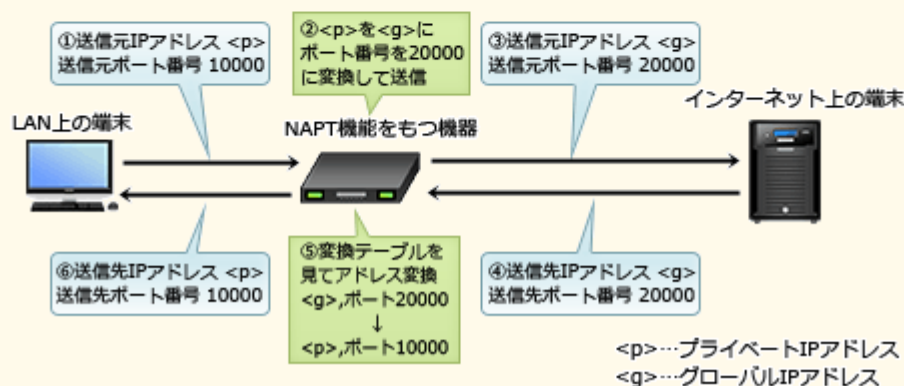 ①送信元IPアドレス <p>
送信元ポート番号 10000
②<p>を<g>に
ポート番号を20000
に変換して送信
③送信元IPアドレス <g>
送信元ポート番号 20000
LAN上の端末
NAPT機能をもつ機器
インターネット上の端末
⑥送信先IPアドレス <p>
送信先ポート番号 10000
⑤変換テーブルを
見てアドレス変換
<g>,ポート20000
↓
<p>,ポート10000
④送信先IPアドレス <g>
送信先ポート番号 20000
<p>…プライベートIPアドレス
<g>…グローバルIPアドレス